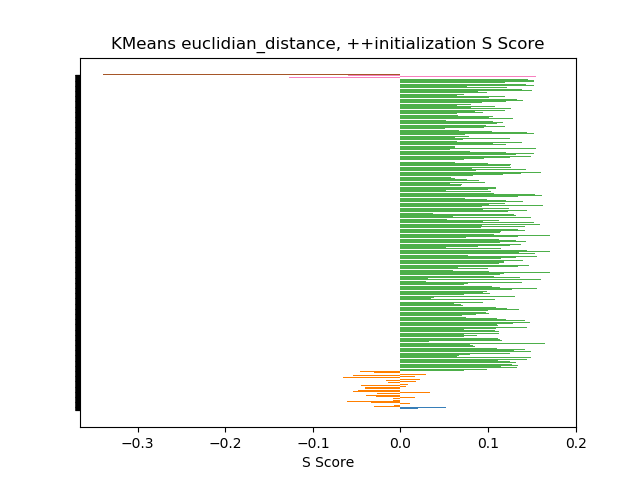 KMeans euclidian_distance, ++initialization S Score
−0.3 −0.2 −0.1 0.0 0.1 0.2
S Score